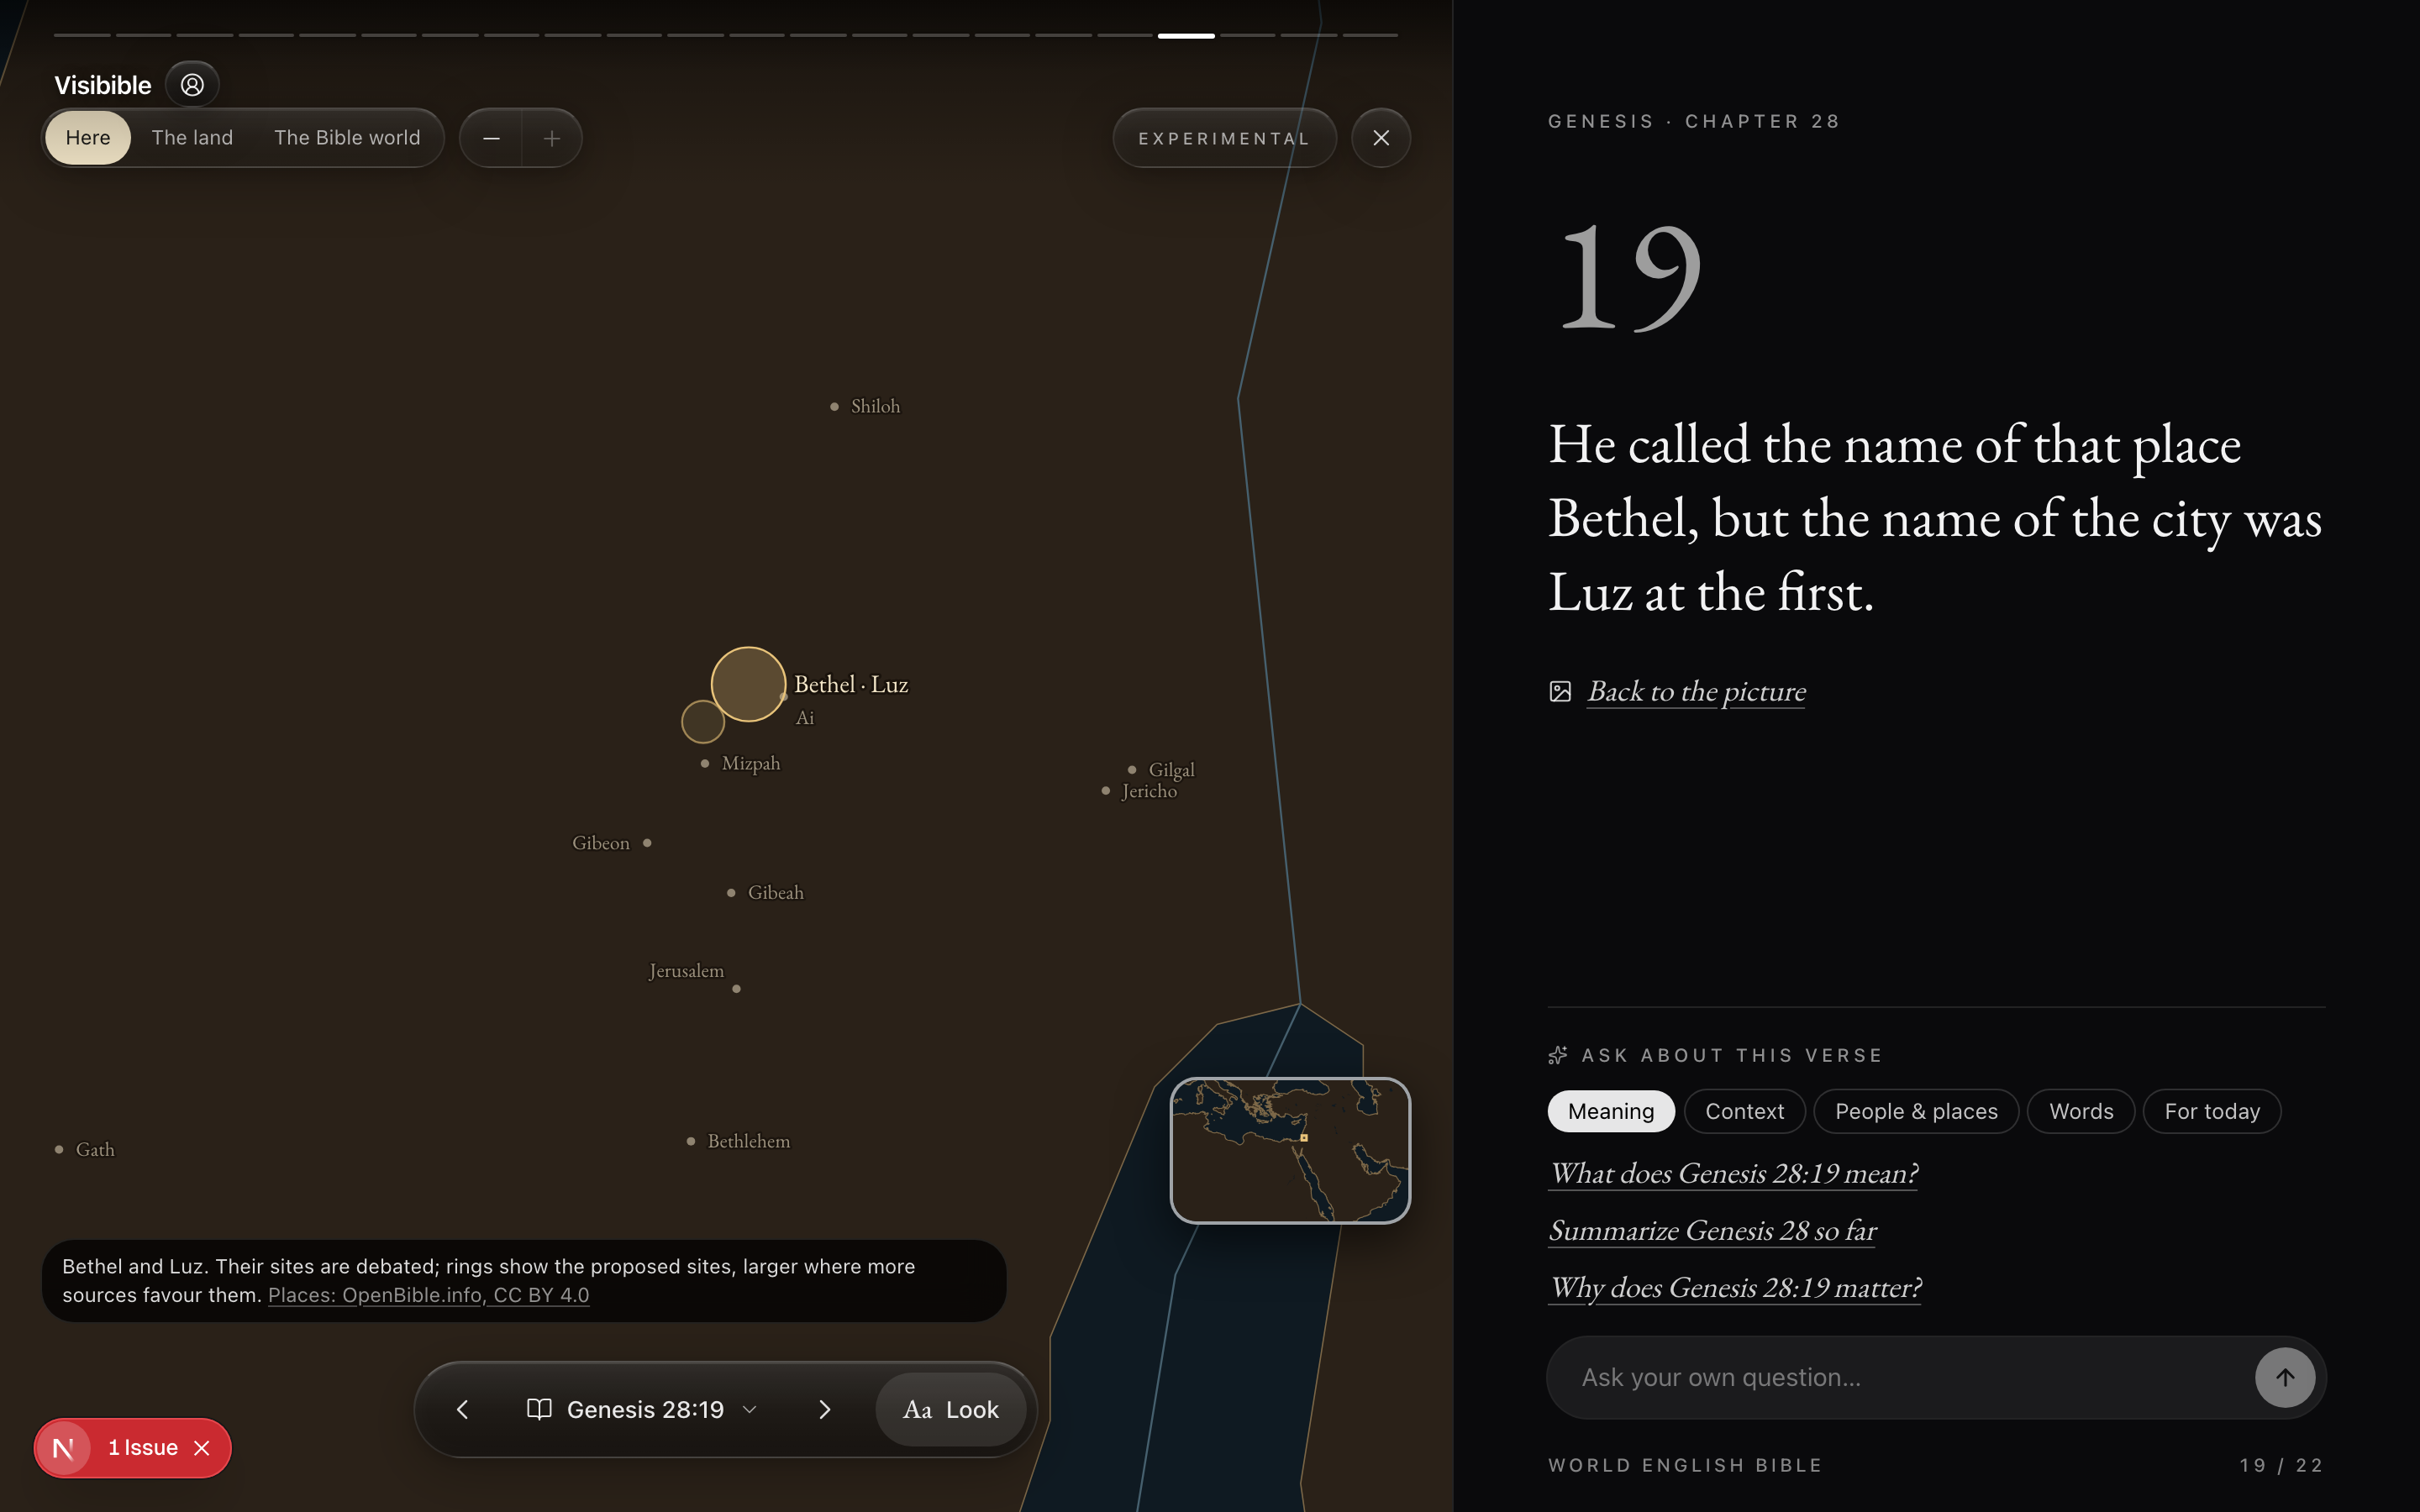 Visibible
Here
The land
The Bible world
EXPERIMENTAL
Shiloh
Bethel · Luz
Ai
Mizpah
Gilgal
Jericho
Gibeon
Gibeah
Jerusalem
Bethlehem
Gath
Bethel and Luz. Their sites are debated; rings show the proposed sites, larger where more
sources favour them. Places: OpenBible.info, CC BY 4.0
Genesis 28:19
Aa Look
N 1 Issue
GENESIS · CHAPTER 28
19
He called the name of that place
Bethel, but the name of the city was
Luz at the first.
Back to the picture
ASK ABOUT THIS VERSE
Meaning
Context
People & places
Words
For today
What does Genesis 28:19 mean?
Summarize Genesis 28 so far
Why does Genesis 28:19 matter?
Ask your own question...
WORLD ENGLISH BIBLE
19 / 22